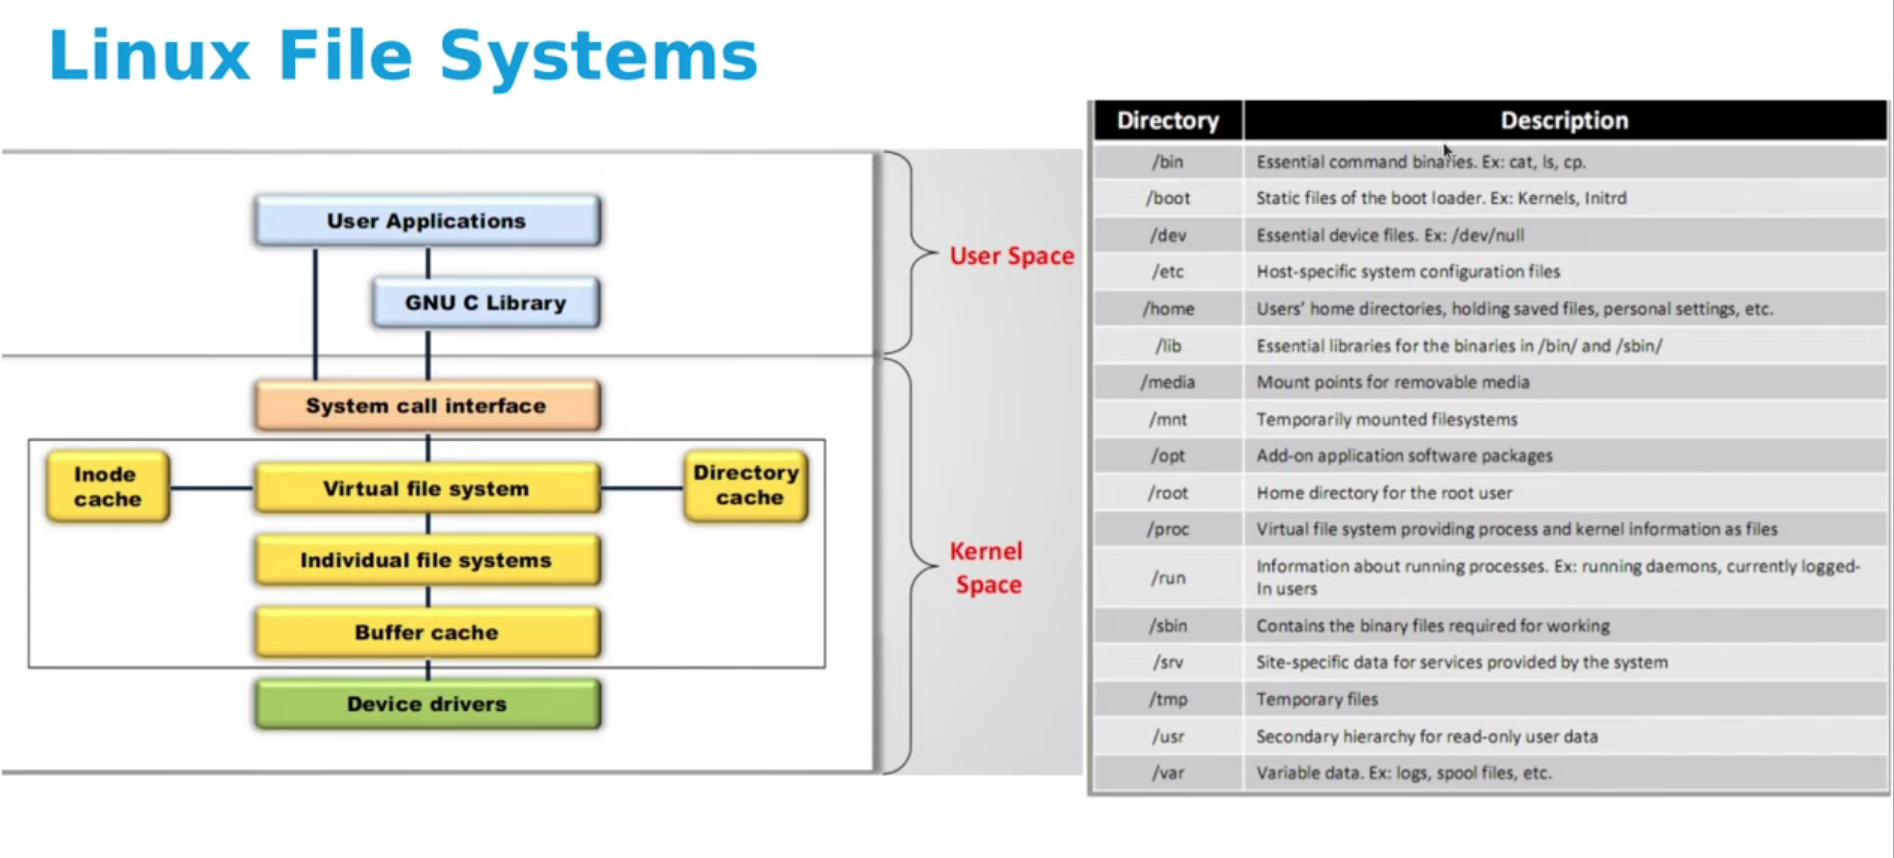 Linux File Systems
User Applications
GNU C Library
User Space
System call interface
Inode
cache
Virtual file system
Directory
cache
Individual file systems
Kernel
Space
Buffer cache
Device drivers
Directory Description
/bin Essential command binaries. Ex: cat, ls, cp.
/boot Static files of the boot loader. Ex: Kernels, Initrd
/dev Essential device files. Ex: /dev/null
/etc Host-specific system configuration files
/home Users’ home directories, holding saved files, personal settings, etc.
/lib Essential libraries for the binaries in /bin/ and /sbin/
/media Mount points for removable media
/mnt Temporarily mounted filesystems
/opt Add-on application software packages
/root Home directory for the root user
/proc Virtual file system providing process and kernel information as files
/run Information about running processes. Ex: running daemons, currently logged-
In users
/sbin Contains the binary files required for working
/srv Site-specific data for services provided by the system
/tmp Temporary files
/usr Secondary hierarchy for read-only user data
/var Variable data. Ex: logs, spool files, etc.